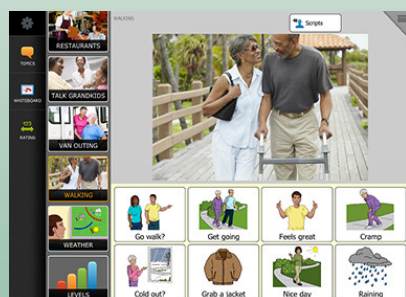 WALKING
Scripts
TOPICS
WHITEBOARD
123
RATING
RESTAURANTS
TALK GRANDKIDS
VAN OUTING
WALKING
WEATHER
LEVELS
Go walk?
Get going
Feels great
Cramp
Cold out?
Grab a jacket
Nice day
Raining